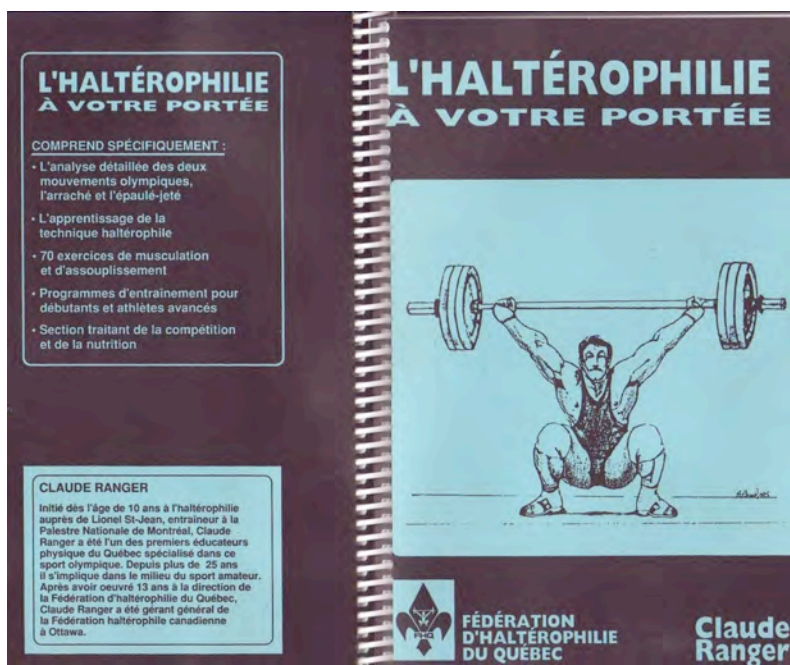 L'HALTÉROPHILIE
À VOTRE PORTÉE
COMPREND SPÉCIFIQUEMENT :
• L'analyse détaillée des deux
mouvements olympiques,
l'arraché et l'épaulé-jeté
• L'apprentissage de la
technique haltérophile
• 70 exercices de musculation
et d'assouplissement
• Programmes d'entraînement pour
débutants et athlètes avancés
• Section traitant de la compétition
et de la nutrition
CLAUDE RANGER
Initié dès l'âge de 10 ans à l'haltérophilie
auprès de Lionel St-Jean, entraineur à la
Palestre Nationale de Montréal, Claude
Ranger a été l'un des premiers éducateurs
physique du Québec spécialisé dans ce
sport olympique. Depuis plus de 25 ans
il s'implique dans le milieu du sport amateur.
Après avoir oeuvré 13 ans à la direction de
la Fédération d'haltérophilie du Québec,
Claude Ranger a été gérant général de
la Fédération haltérophile canadienne
à Ottawa.
L'HALTÉROPHILIE
À VOTRE PORTÉE
FHQ
FÉDÉRATION
D'HALTÉROPHILIE
DU QUÉBEC
Claude
Ranger